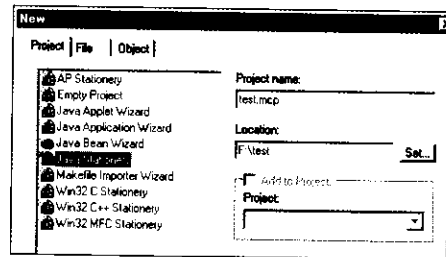 New
Project File Object
AP Stationery
Empty Project
Java Applet Wizard
Java Application Wizard
Java Bean Wizard
Java Stationery
Makefile Importer Wizard
Win32 C Stationery
Win32 C++ Stationery
Win32 MFC Stationery
Project name:
test.mcp
Location:
F:\test
Set...
Add to Project:
Project: